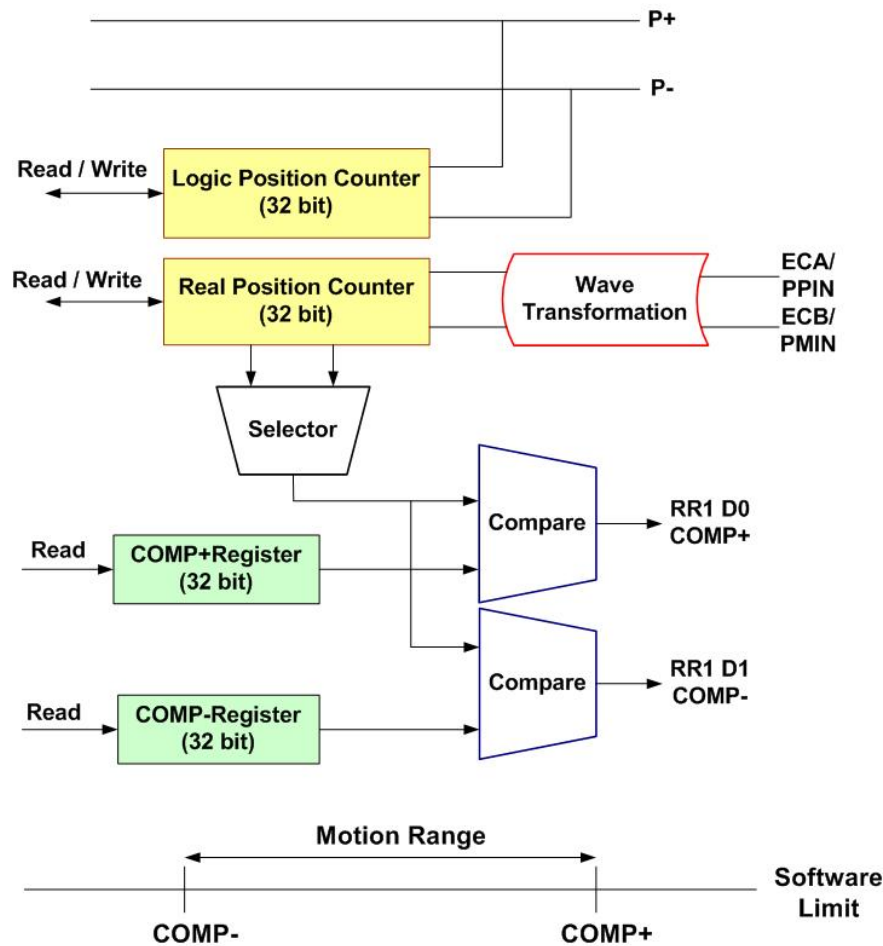 P+
P-
Read / Write
Logic Position Counter
(32 bit)
Read / Write
Real Position Counter
(32 bit)
Wave
Transformation
ECA/
PPIN
ECB/
PMIN
Selector
Compare
RR1 D0
COMP+
Read
COMP+Register
(32 bit)
Compare
RR1 D1
COMP-
Read
COMP-Register
(32 bit)
Motion Range
Software
Limit
COMP-
COMP+